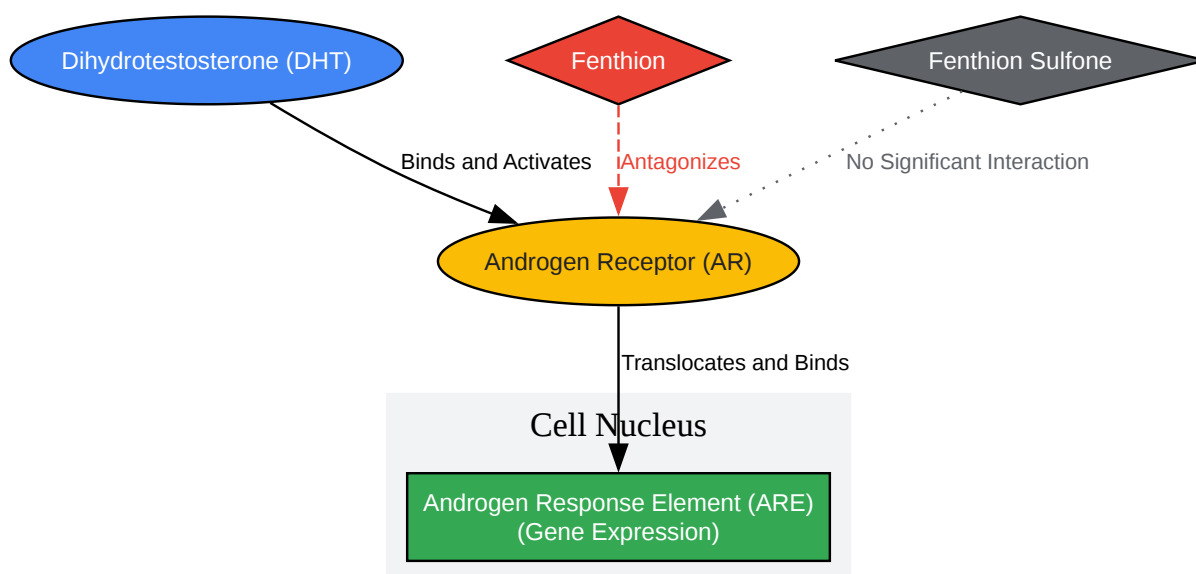 Dihydrotestosterone (DHT)
Fenthion
Fenthion Sulfone
Binds and Activates
Antagonizes
No Significant Interaction
Androgen Receptor (AR)
Translocates and Binds
Cell Nucleus
Androgen Response Element (ARE)
(Gene Expression)